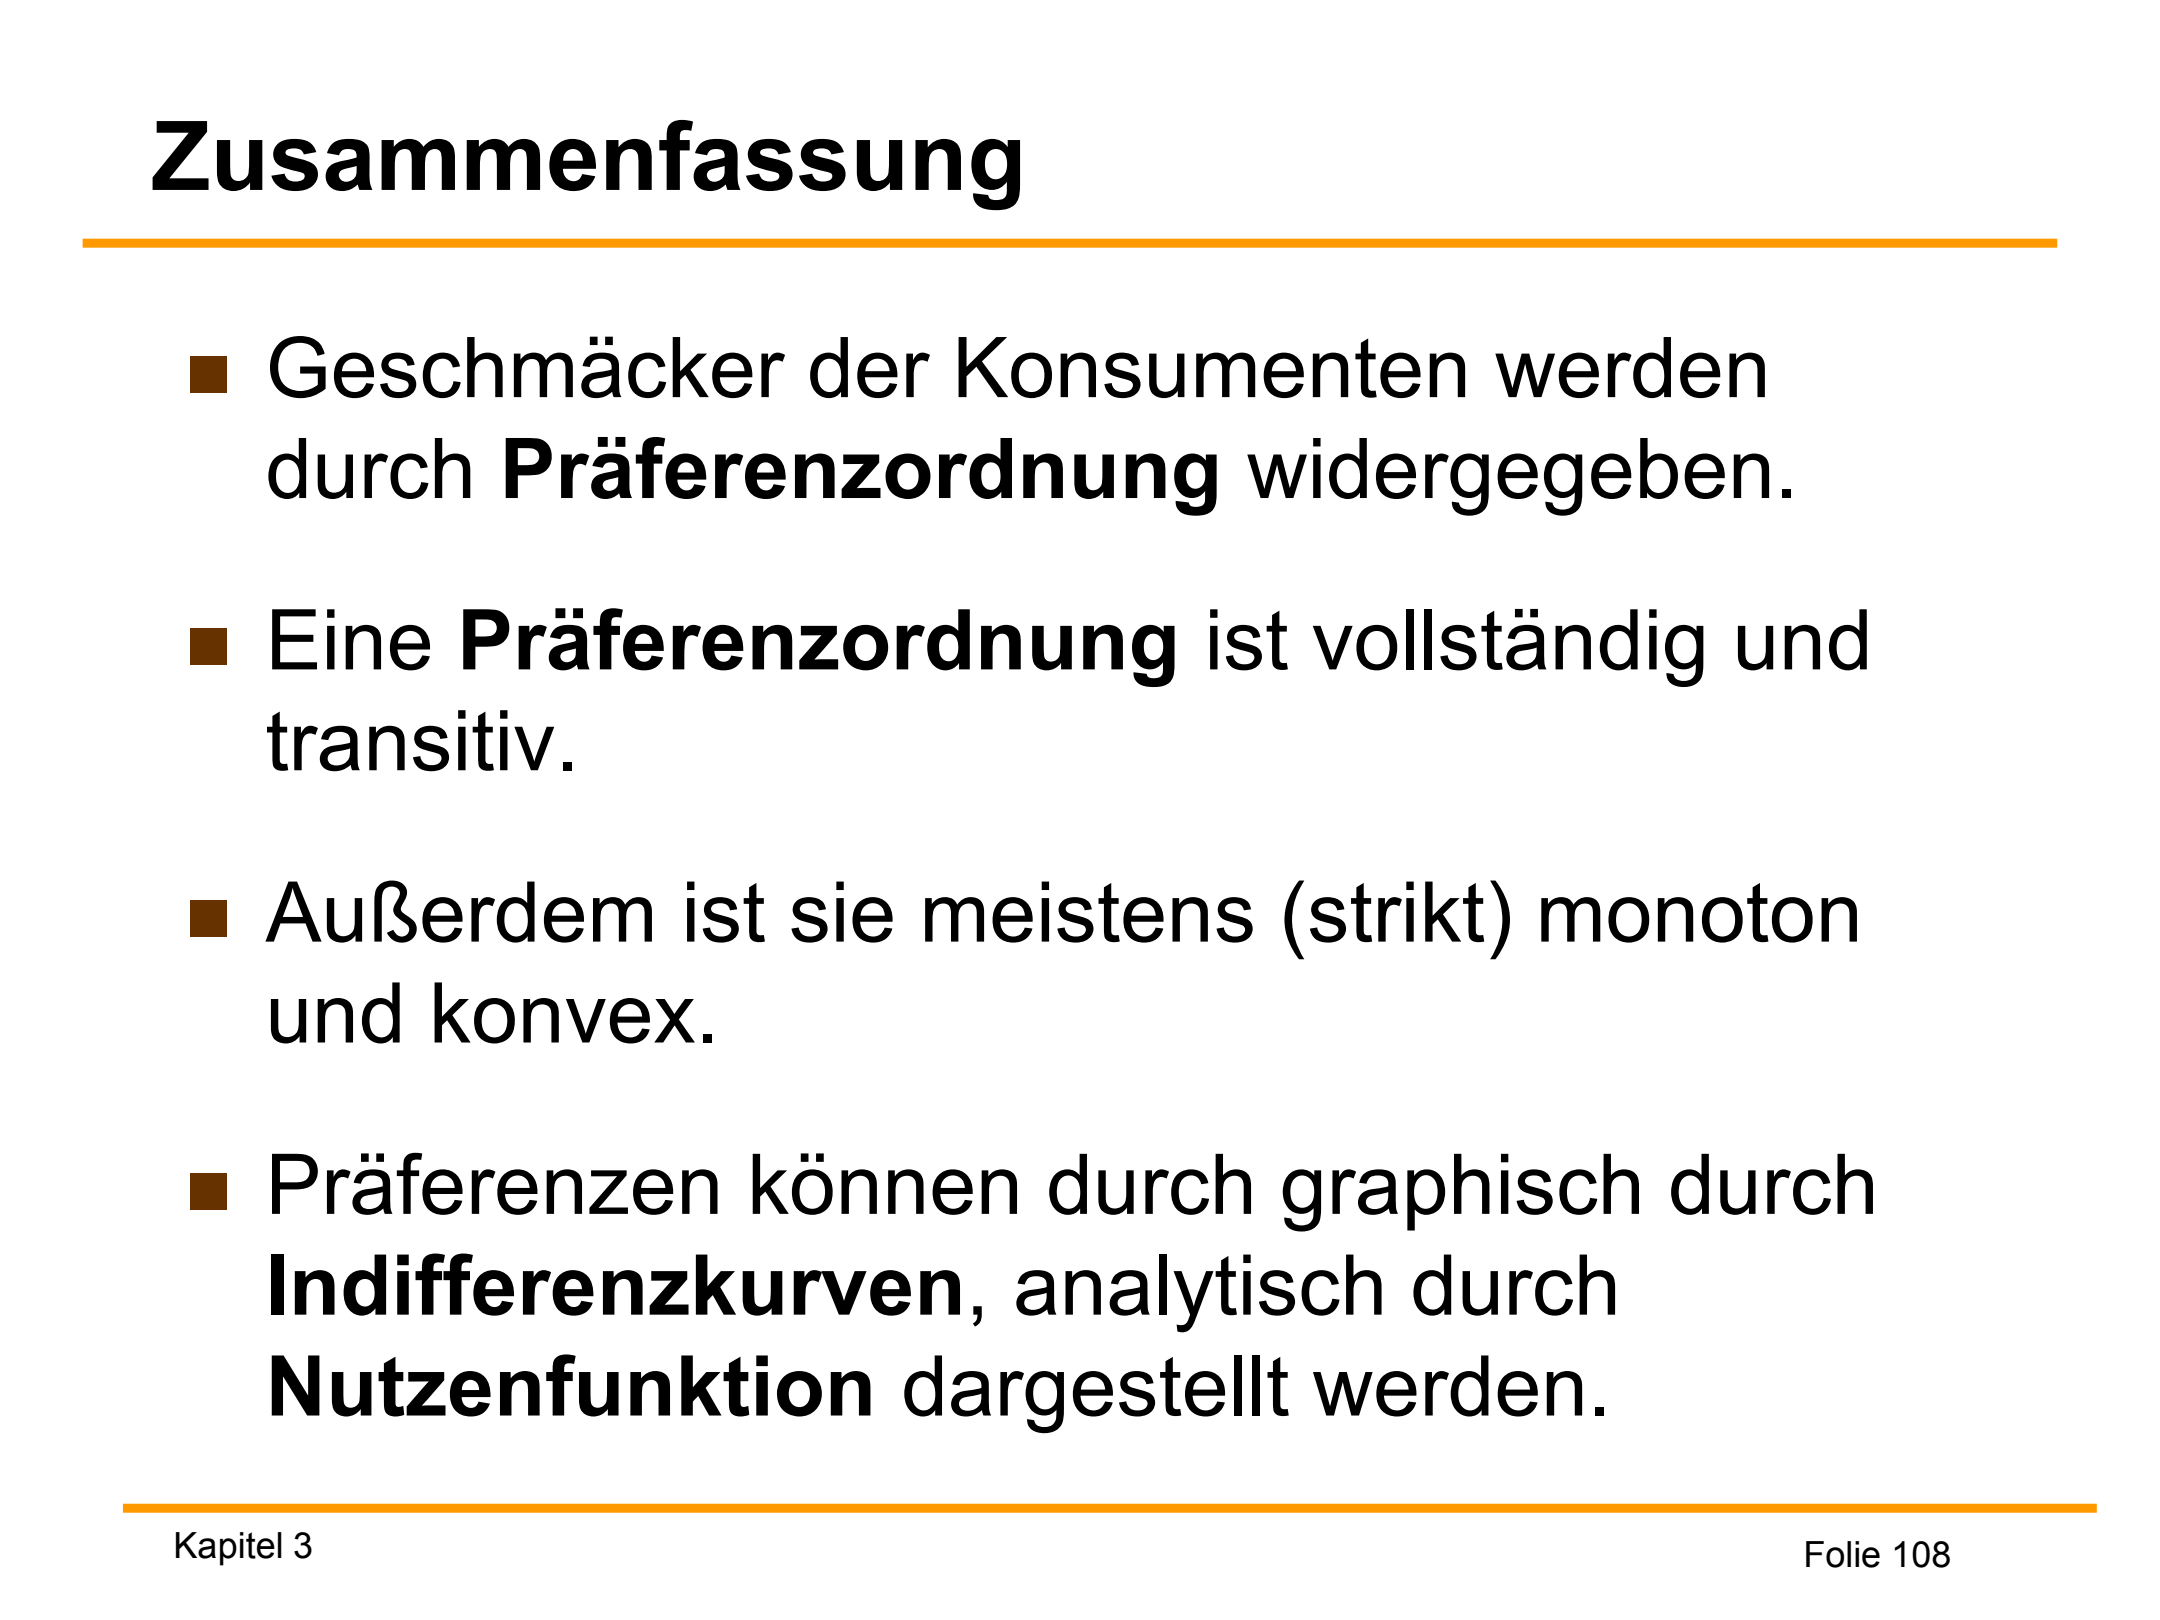 Zusammenfassung
Geschmäcker der Konsumenten werden
durch Präferenzordnung widergegeben.
Eine Präferenzordnung ist vollständig und
transitiv.
Außerdem ist sie meistens (strikt) monoton
und konvex.
Präferenzen können durch graphisch durch
Indifferenzkurven, analytisch durch
Nutzenfunktion dargestellt werden.
Kapitel 3
Folie 108